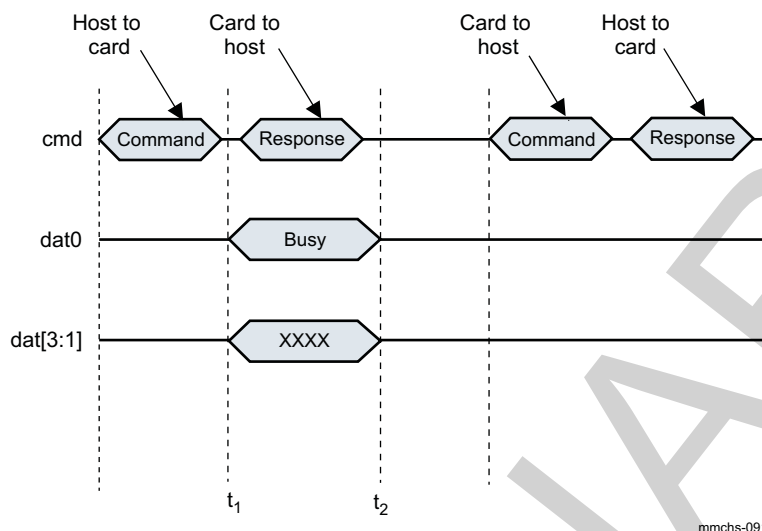 Host to
card
Card to
host
Card to
host
Host to
card
cmd
Command
Response
Command
Response
dat0
Busy
dat[3:1]
XXXX
t1
t2
mmchs-09